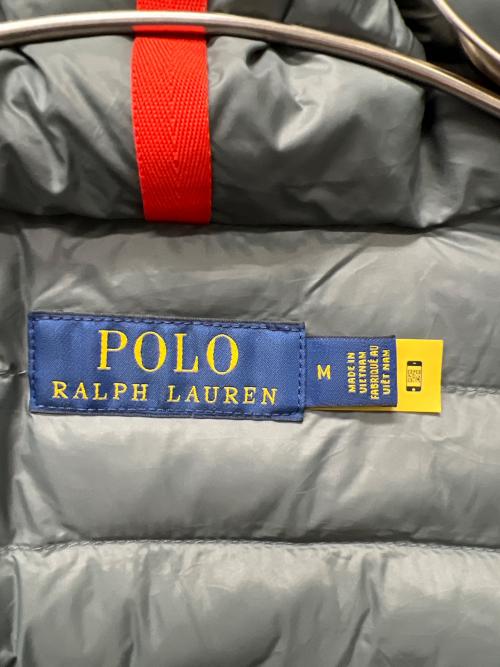 POLO
RALPH LAUREN
M
MADE IN
VIETNAM
FABRIQUÉ AU
VIÊT NAM